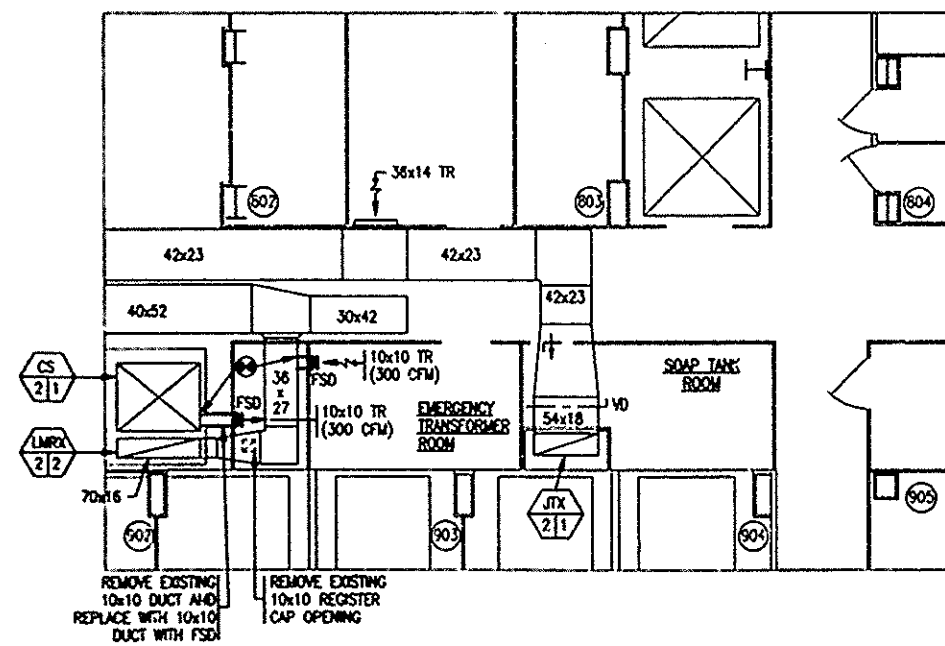 602
36x14 TR
803
804
42x23
42x23
40x52
30x42
42x23
CS
2 1
36
x
27
FSD
10x10 TR
(300 CFM)
FSD
SOAP TANK
ROOM
10x10 TR
(300 CFM)
EMERGENCY
TRANSFORMER
ROOM
VD
54x18
LMRX
2 2
70x16
JTX
2 1
902
903
904
905
REMOVE EXISTING
10x10 DUCT AND
REPLACE WITH 10x10
DUCT WITH FSD
REMOVE EXISTING
10x10 REGISTER
CAP OPENING